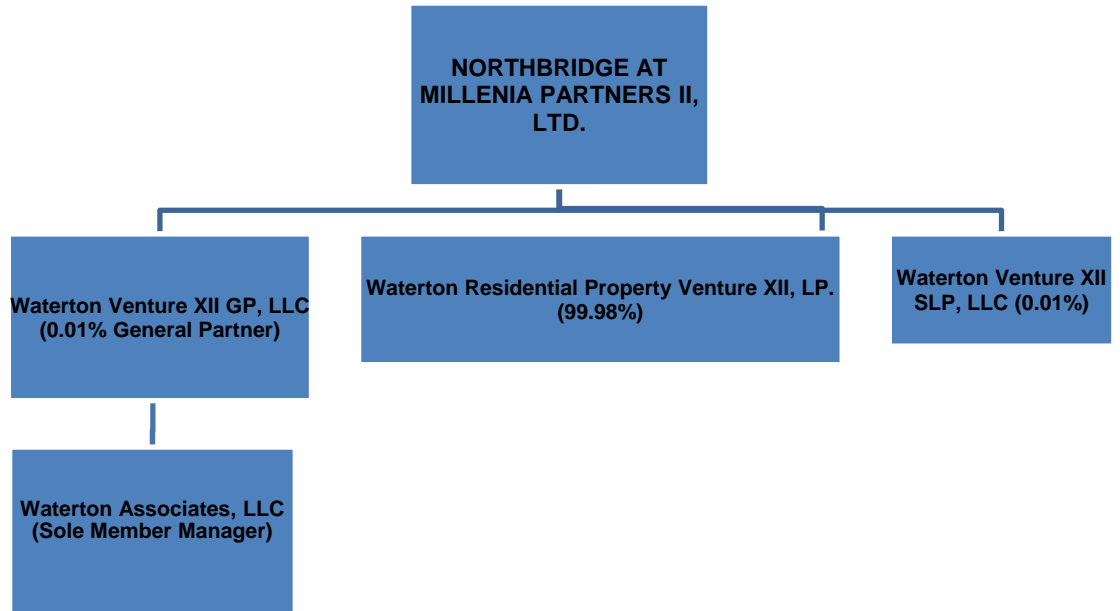 NORTHBRIDGE AT
MILLENIA PARTNERS II,
LTD.
Waterton Venture XII GP, LLC
(0.01% General Partner)
Waterton Residential Property Venture XII, LP.
(99.98%)
Waterton Venture XII
SLP, LLC (0.01%)
Waterton Associates, LLC
(Sole Member Manager)